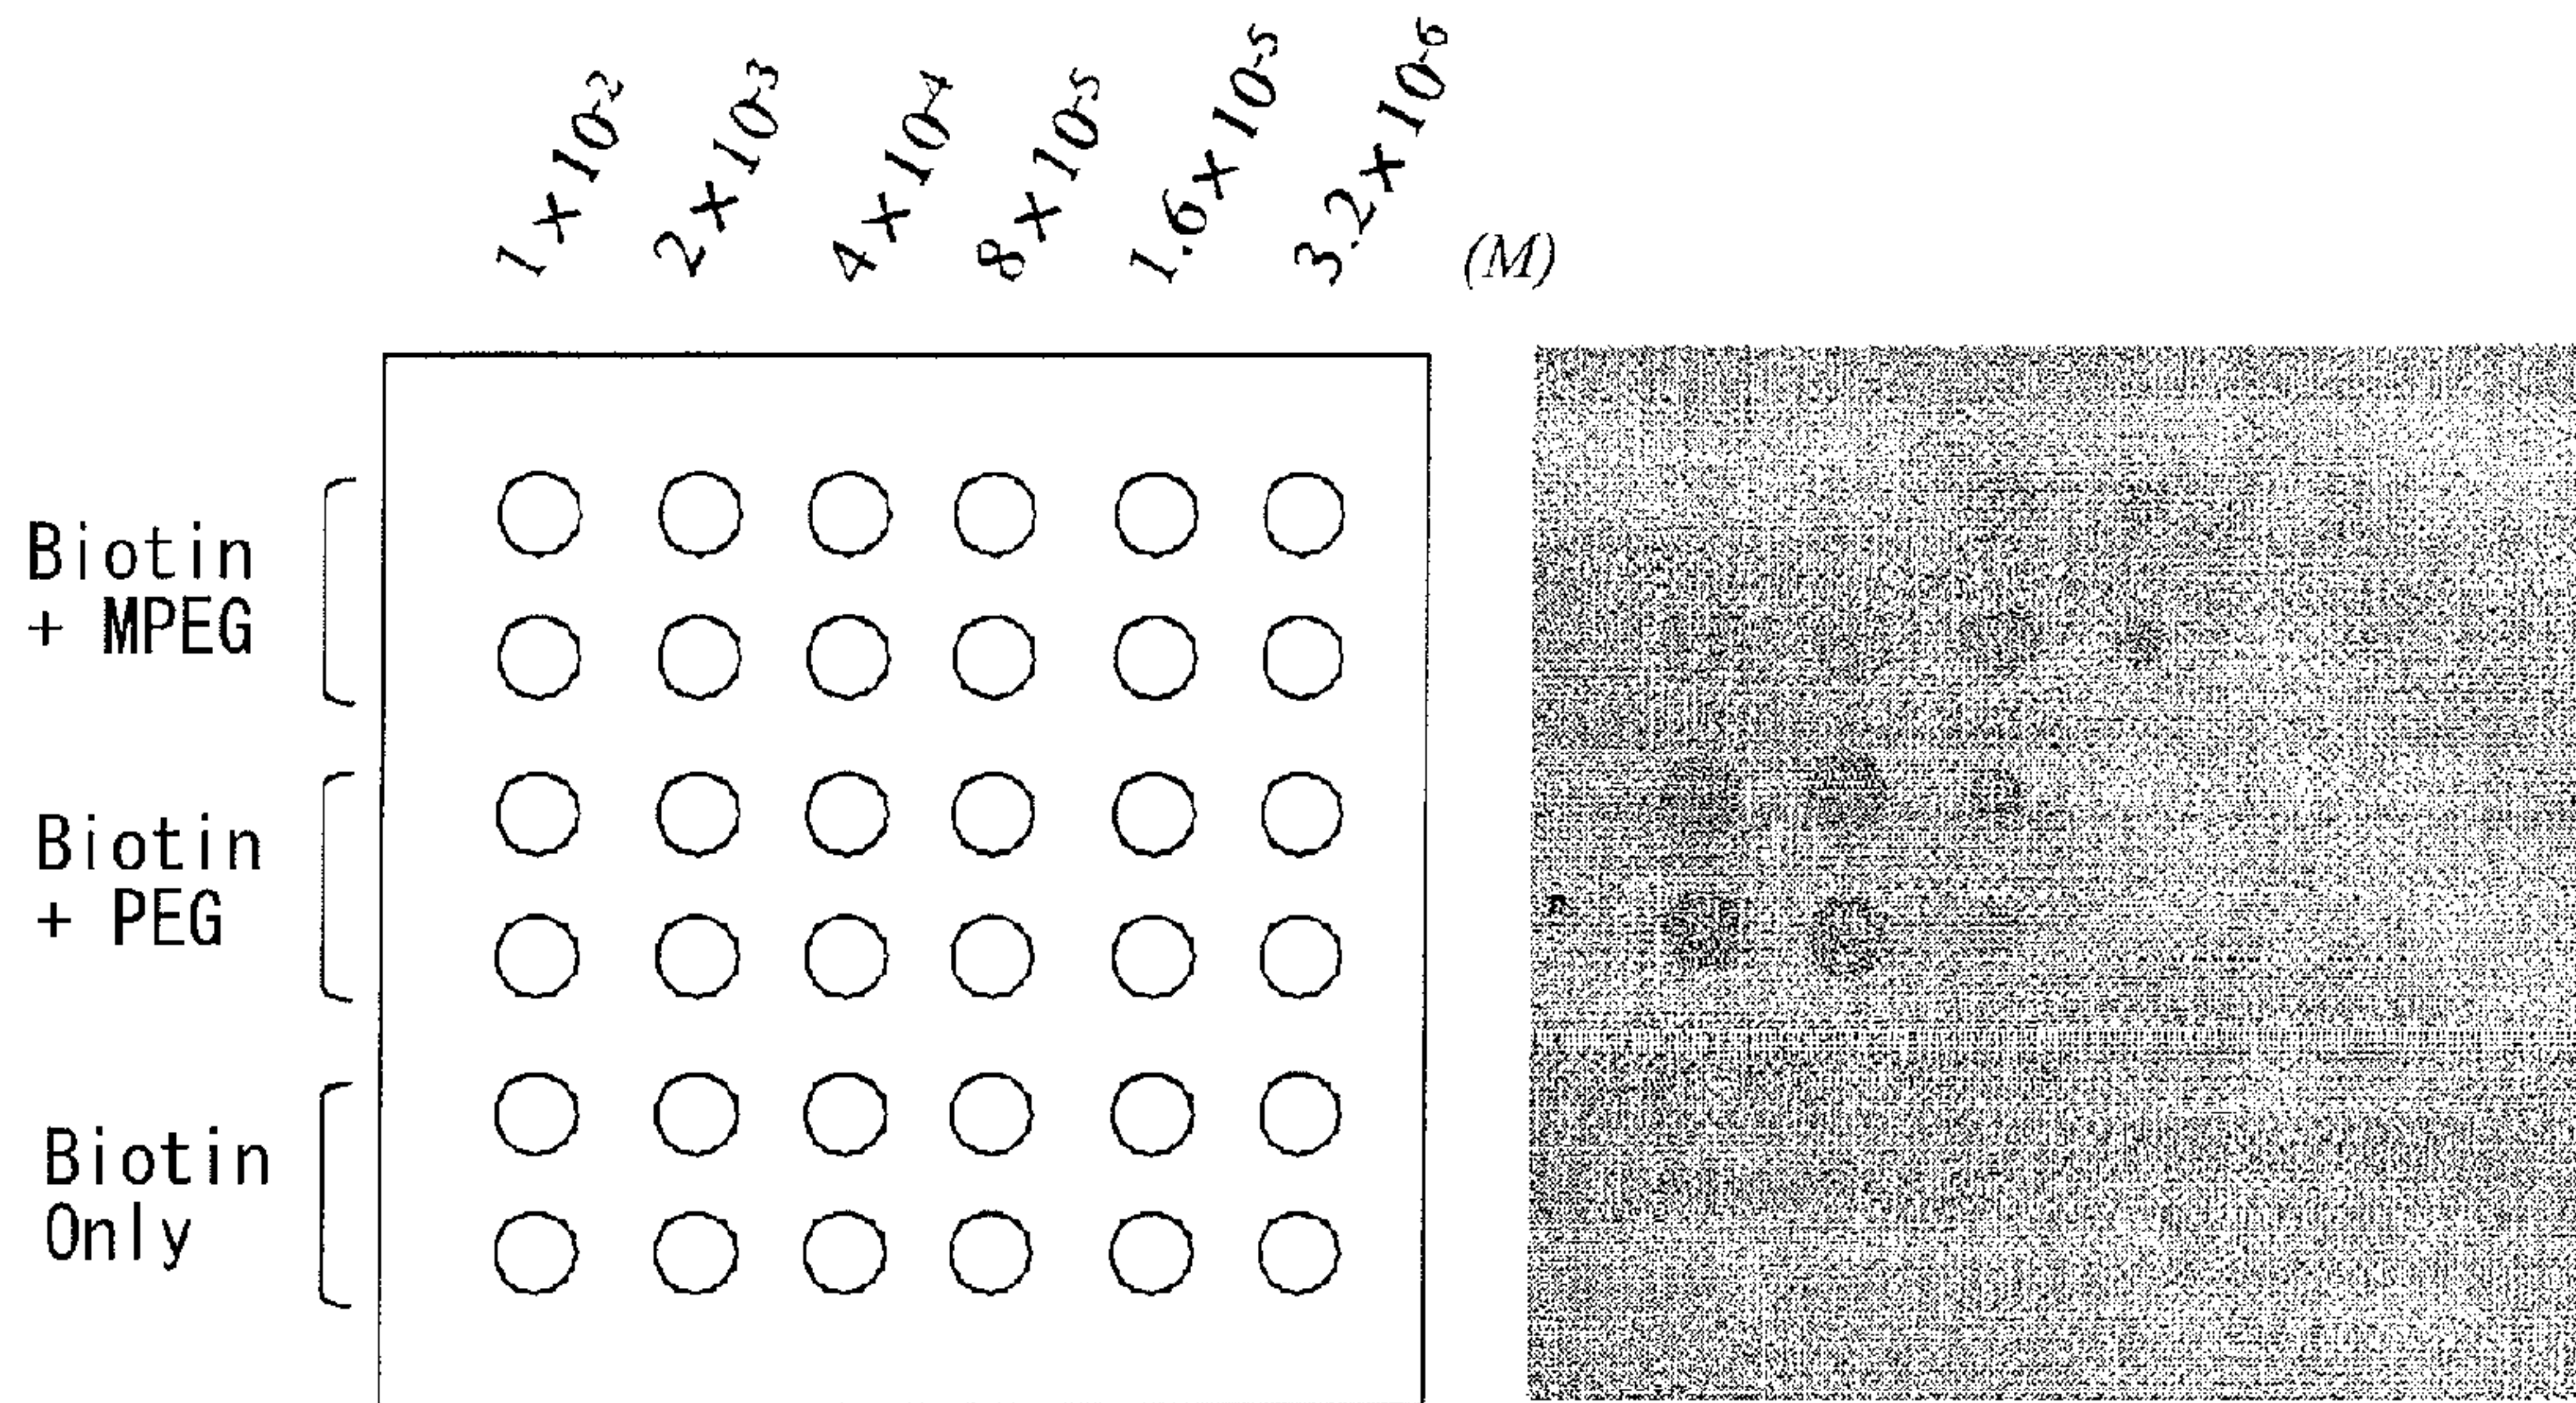 1 x 10-2
2 x 10-3
4 x 10-4
8 x 10-5
1.6 x 10-5
3.2 x 10-6
(M)
Biotin
+ MPEG
Biotin
+ PEG
Biotin
Only